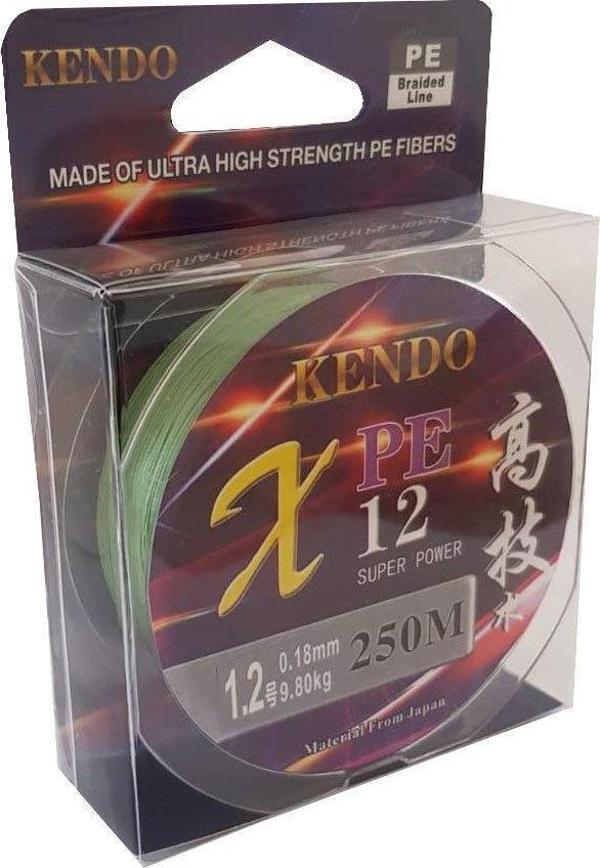 KENDO
PE
Braided
Line
MADE OF ULTRA HIGH STRENGTH PE FIBERS
KENDO
X PE
12
SUPER POWER
高技术
1.2号
0.18mm
9.80kg
250M
Material From Japan